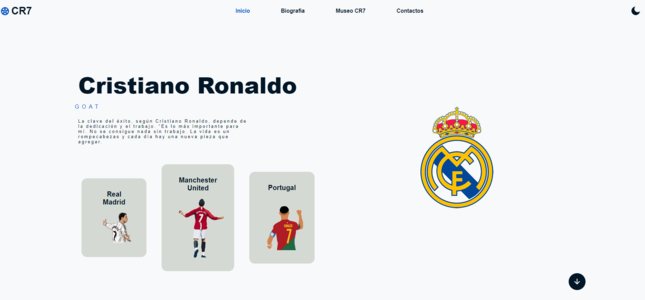 CR7
Inicio Biografia Museo CR7 Contactos
Cristiano Ronaldo
GOAT
La clave del éxito, según Cristiano Ronaldo, depende de
la dedicación y el trabajo. "Es lo más importante para
mí. No se consigue nada sin trabajo. La vida es un
rompecabezas y cada día hay una nueva pieza que
agregar.
Real
Madrid
Manchester
United
Portugal
7
7